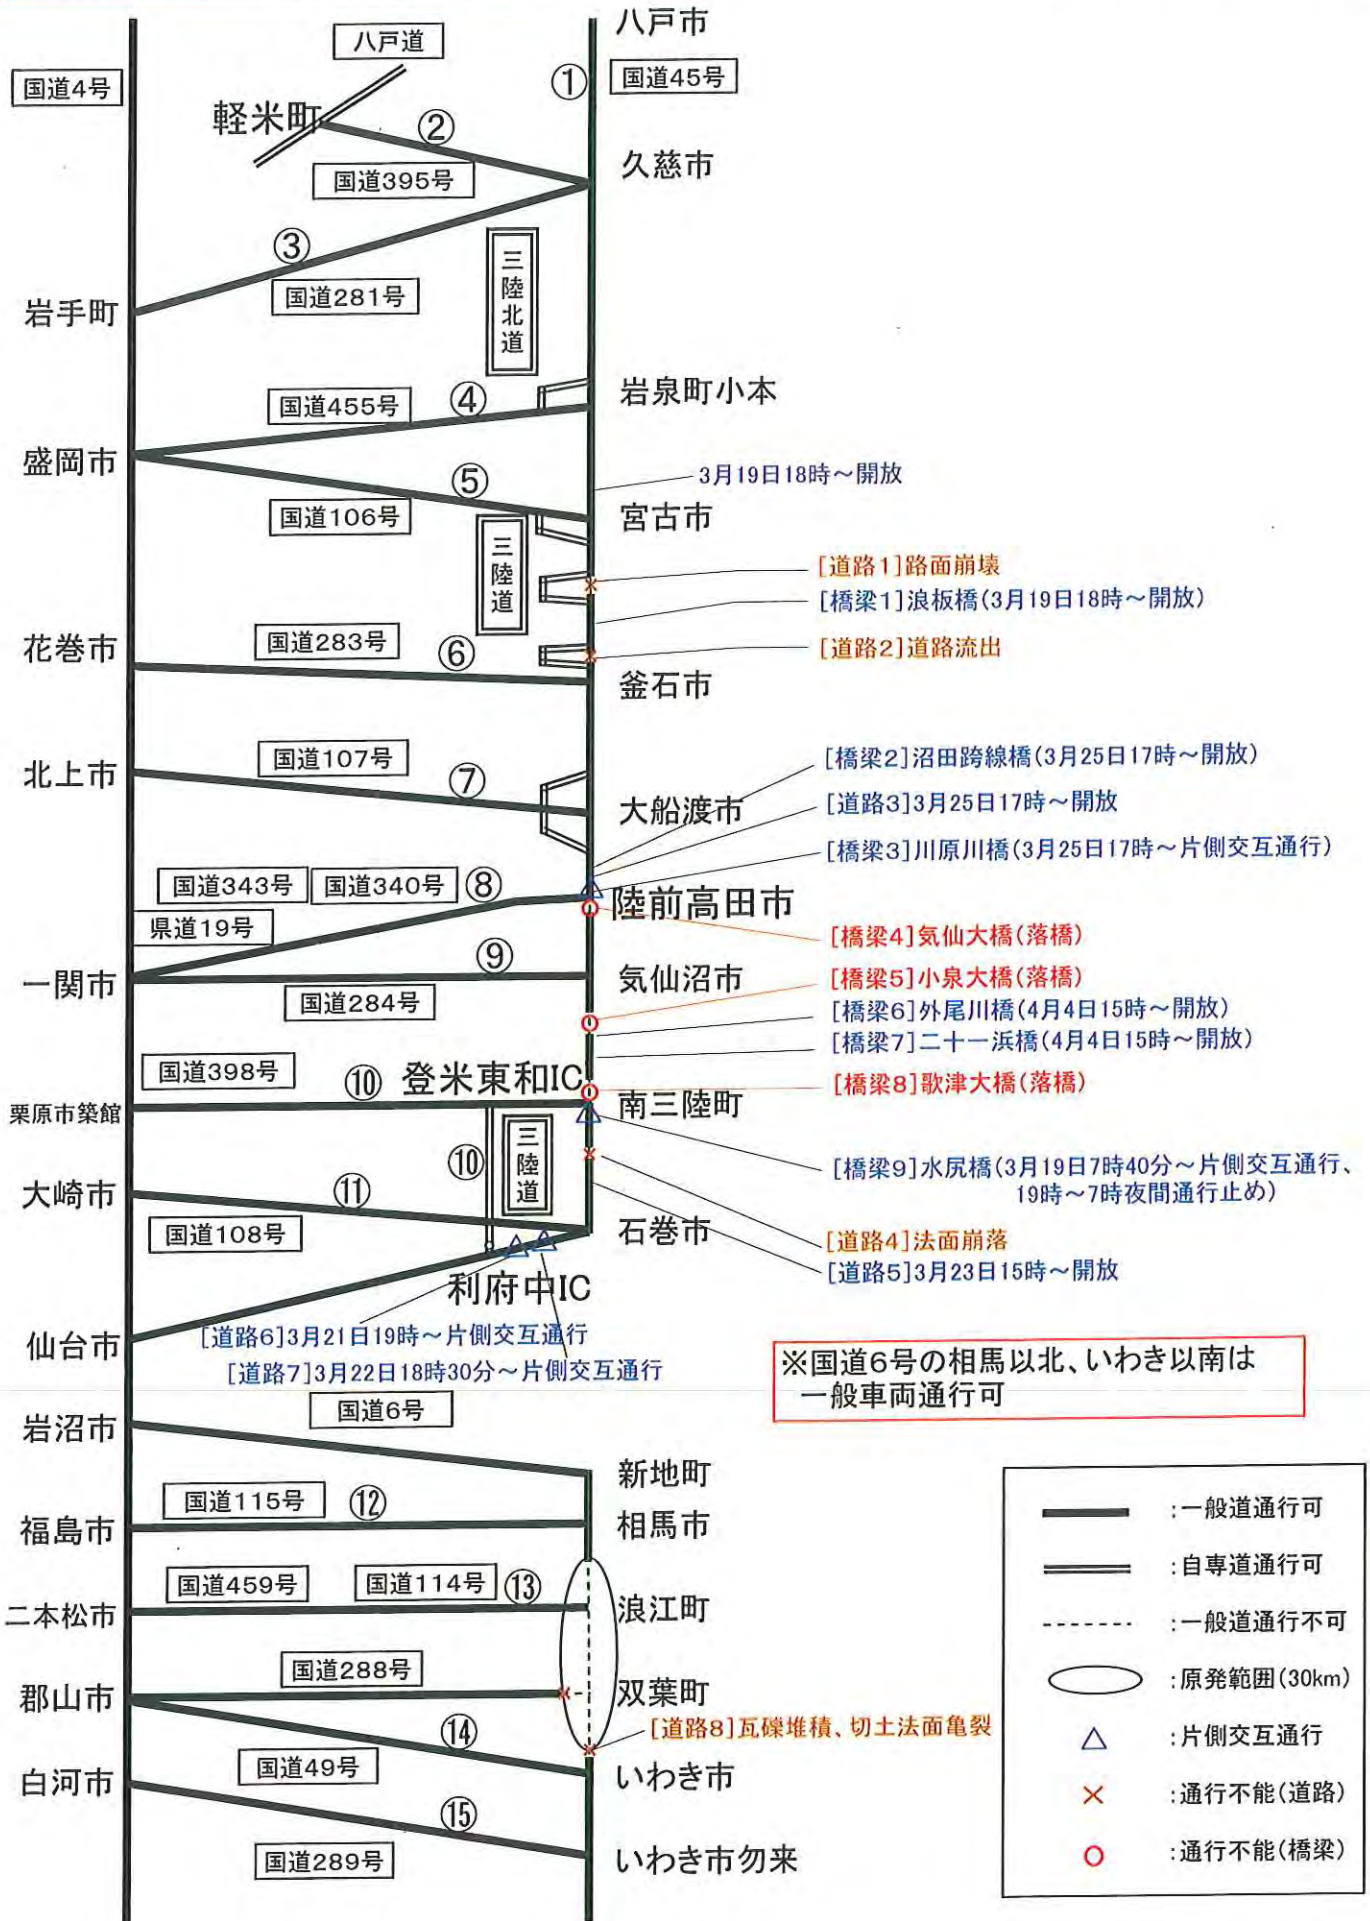 八戸市
八戸道
国道4号
①
国道45号
軽米町
②
久慈市
国道395号
③
三陸北道
国道281号
岩手町
岩泉町小本
国道455号
④
盛岡市
3月19日18時～開放
⑤
国道106号
宮古市
三陸道
[道路1]路面崩壊
[橋梁1]浪板橋(3月19日18時～開放)
花巻市
国道283号
⑥
[道路2]道路流出
釜石市
北上市
国道107号
⑦
[橋梁2]沼田跨線橋(3月25日17時～開放)
大船渡市
[道路3]3月25日17時～開放
[橋梁3]川原川橋(3月25日17時～片側交互通行)
国道343号
国道340号
⑧
陸前高田市
県道19号
[橋梁4]気仙大橋(落橋)
⑨
一関市
気仙沼市
[橋梁5]小泉大橋(落橋)
国道284号
[橋梁6]外尾川橋(4月4日15時～開放)
[橋梁7]二十一浜橋(4月4日15時～開放)
国道398号
⑩
登米東和IC
[橋梁8]歌津大橋(落橋)
栗原市築館
南三陸町
三陸道
⑩
[橋梁9]水尻橋(3月19日7時40分～片側交互通行、
19時～7時夜間通行止め)
大崎市
⑪
国道108号
石巻市
[道路4]法面崩落
[道路5]3月23日15時～開放
利府中IC
仙台市
[道路6]3月21日19時～片側交互通行
[道路7]3月22日18時30分～片側交互通行
※国道6号の相馬以北、いわき以南は
一般車両通行可
国道6号
岩沼市
新地町
国道115号
⑫
福島市
相馬市
国道459号
国道114号
⑬
二本松市
浪江町
国道288号
郡山市
双葉町
[道路8]瓦礫堆積、切土法面亀裂
⑭
国道49号
いわき市
白河市
⑮
国道289号
いわき市勿来
:一般道通行可
:自専道通行可
:一般道通行不可
:原発範囲(30km)
:片側交互通行
:通行不能(道路)
:通行不能(橋梁)